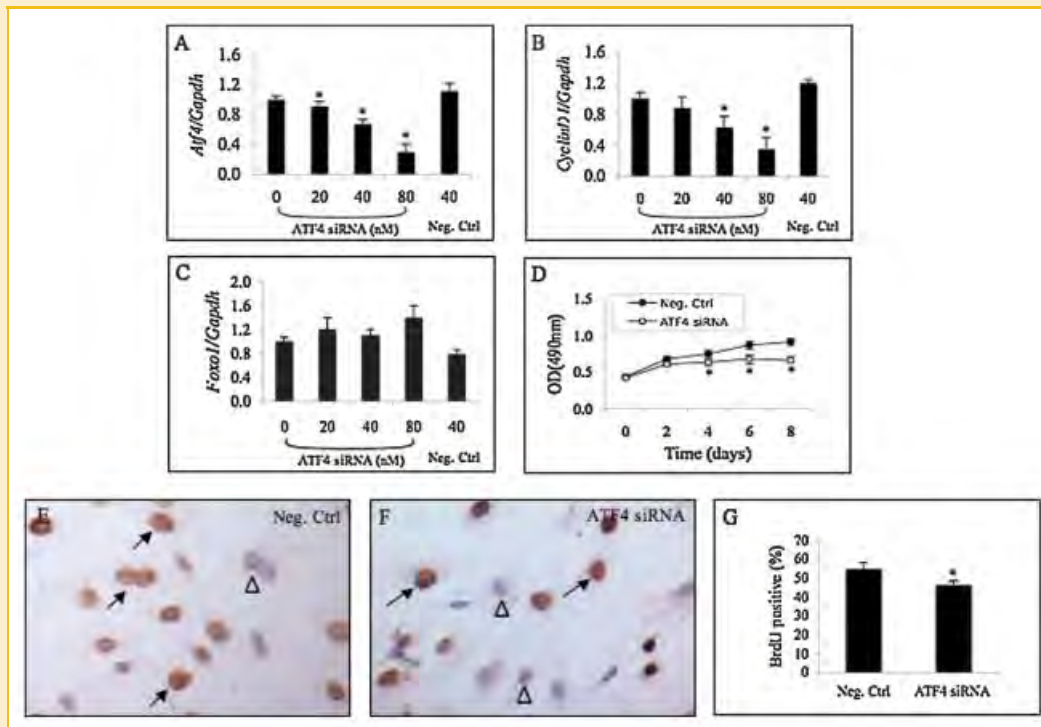 A
1.6
1.2
0.8
0.4
0.0
Atf4/Gapdh
*
*
*
0 20 40 80 40
ATF4 siRNA (nM) Neg. Ctrl
B
1.6
1.2
0.8
0.4
0.0
CyclinD1/Gapdh
*
*
0 20 40 80 40
ATF4 siRNA (nM) Neg. Ctrl
C
2.0
1.6
1.2
0.8
0.4
0.0
Foxo1/Gapdh
0 20 40 80 40
ATF4 siRNA (nM) Neg. Ctrl
D
1.5
1.0
0.5
0.0
OD(490nm)
Neg. Ctrl
ATF4 siRNA
* * *
0 2 4 6 8
Time (days)
E Neg. Ctrl
F ATF4 siRNA
G
70
60
50
40
30
20
10
0
BrdU positive (%)
*
Neg. Ctrl ATF4 siRNA